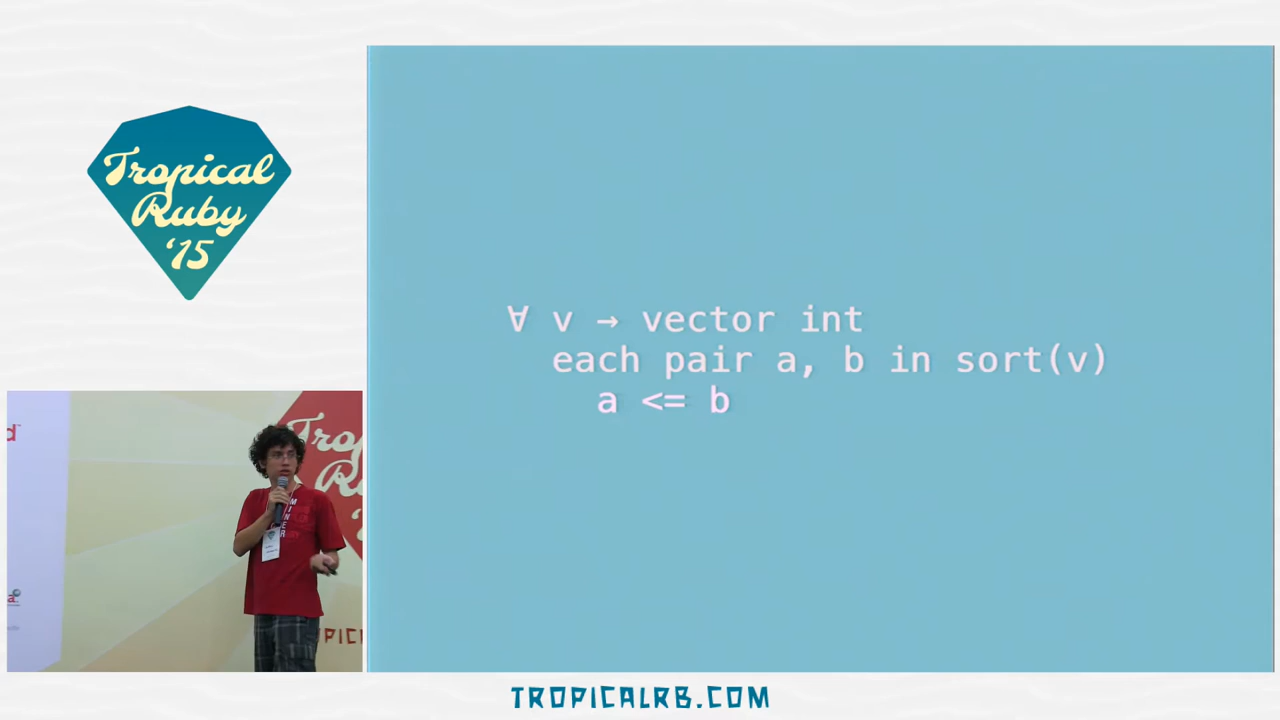 Tropical
Ruby
'15
∀ v → vector int
each pair a, b in sort(v)
a <= b
TROPICALRB.COM